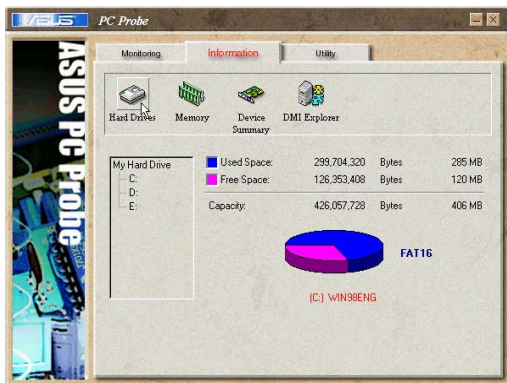 /SUS PC Probe
ASUS PC Probe
Monitoring Information Utility
Hard Drives Memory Device Summary DMI Explorer
My Hard Drive
C:
D:
E:
Used Space: 299,704,320 Bytes 285 MB
Free Space: 126,353,408 Bytes 120 MB
Capacity: 426,057,728 Bytes 406 MB
FAT16
(C:) WIN98ENG